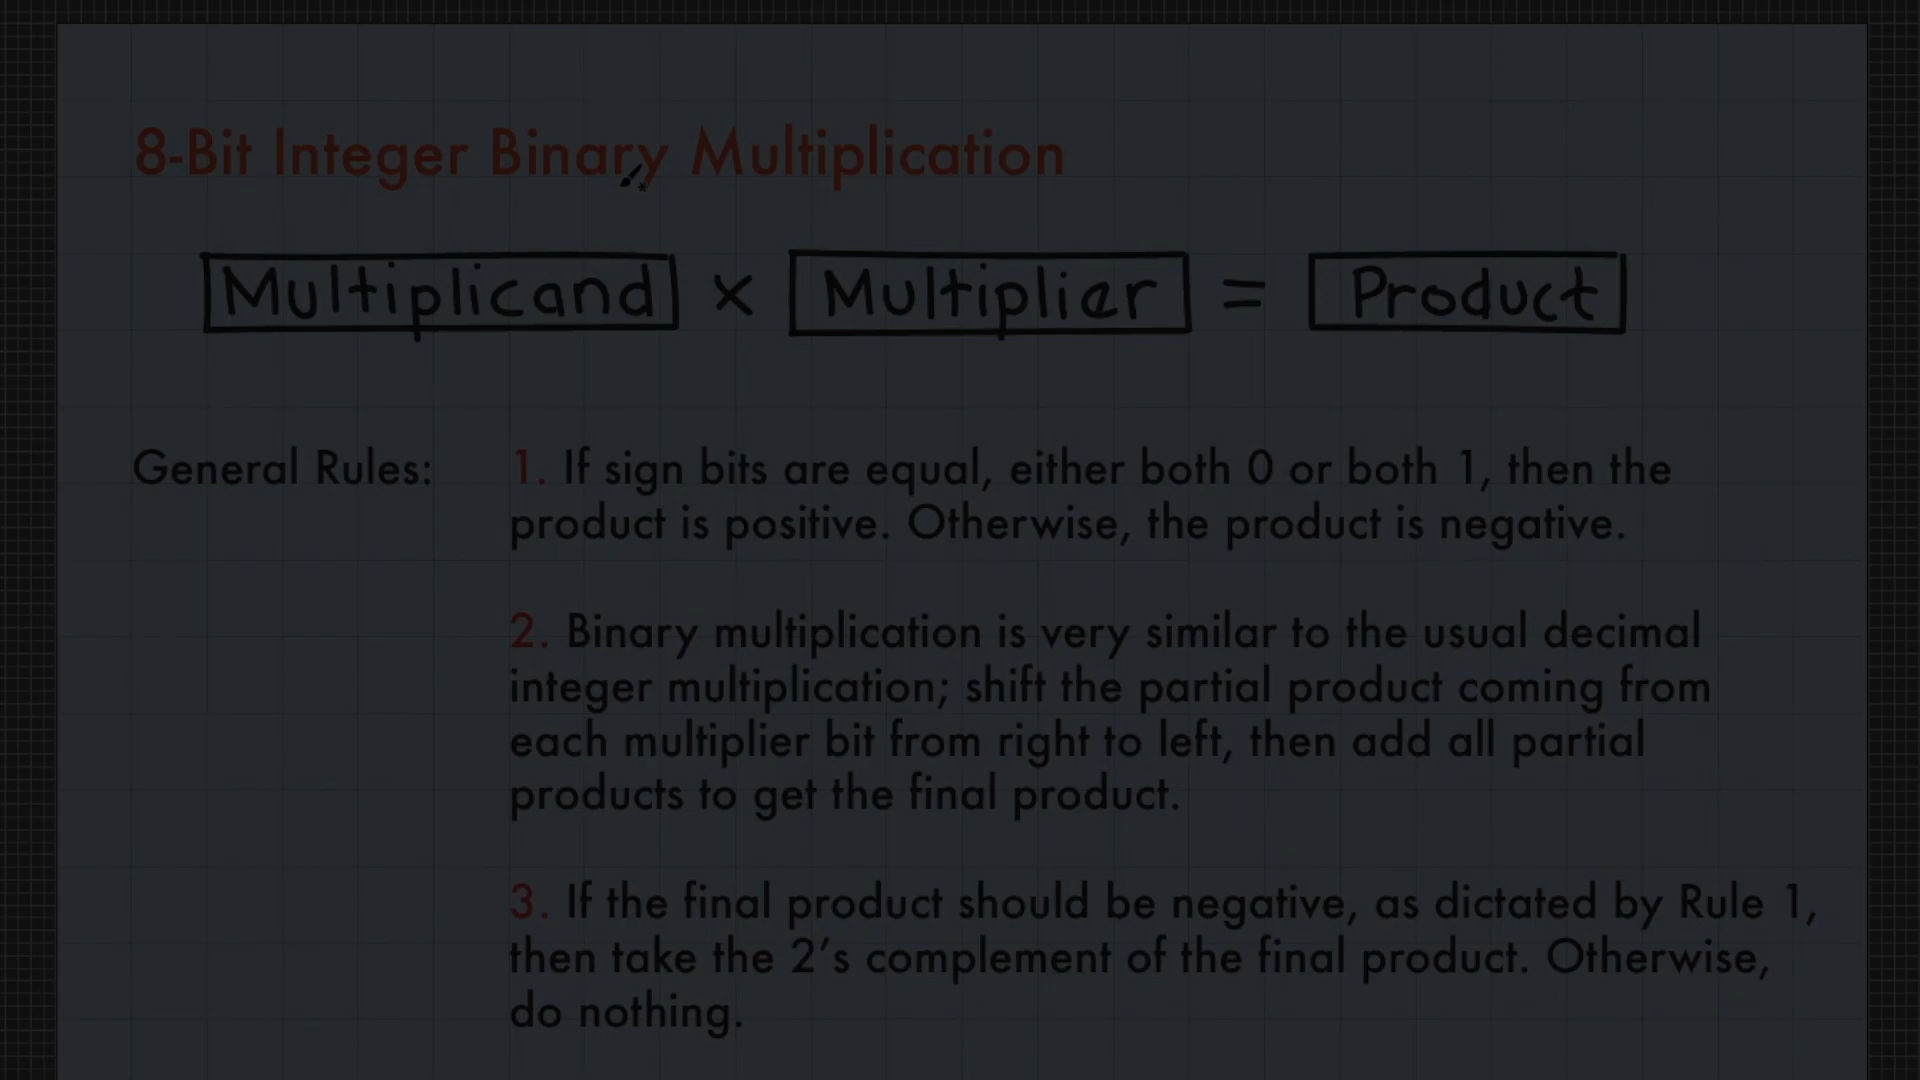 8-Bit Integer Binary Multiplication
Multiplicand × Multiplier = Product
General Rules: 1. If sign bits are equal, either both 0 or both 1, then the
product is positive. Otherwise, the product is negative.
2. Binary multiplication is very similar to the usual decimal
integer multiplication; shift the partial product coming from
each multiplier bit from right to left, then add all partial
products to get the final product.
3. If the final product should be negative, as dictated by Rule 1,
then take the 2’s complement of the final product. Otherwise,
do nothing.